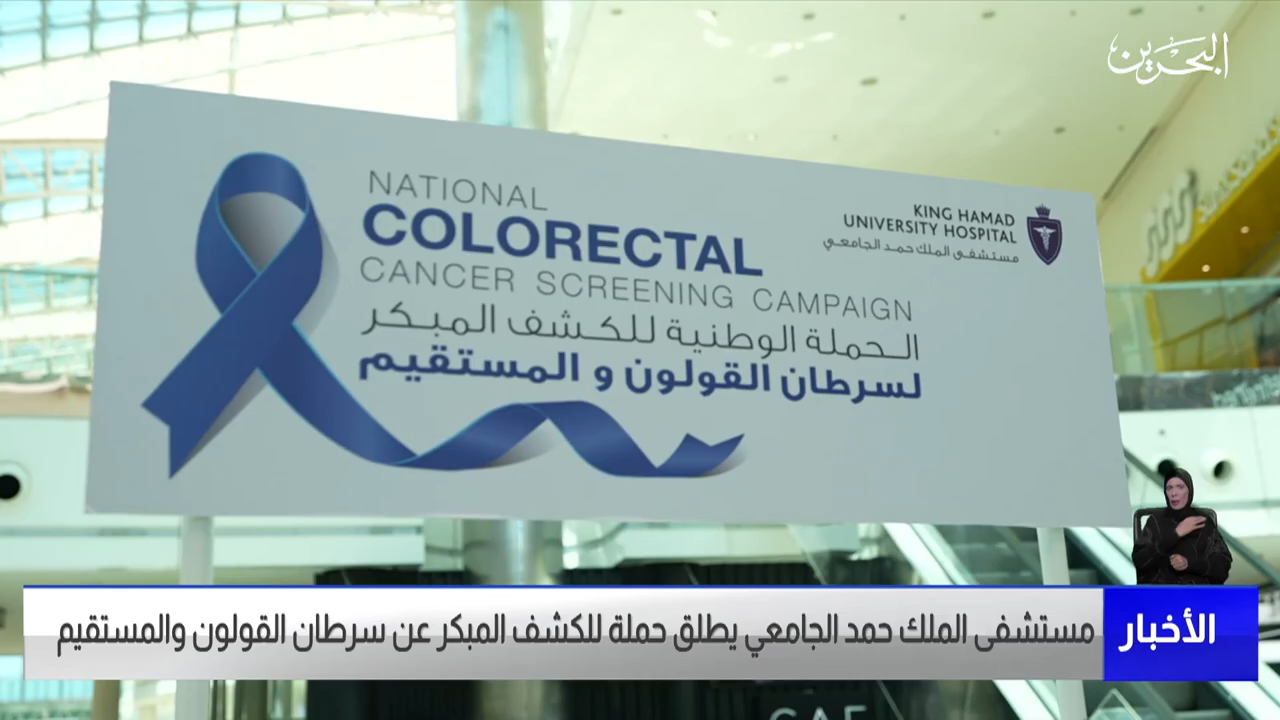 البحرين
NATIONAL
COLORECTAL
CANCER SCREENING CAMPAIGN
الحملة الوطنية للكشف المبكر
لسرطان القولون و المستقيم
KING HAMAD
UNIVERSITY HOSPITAL
مستشفى الملك حمد الجامعي
الأخبار
مستشفى الملك حمد الجامعي يطلق حملة للكشف المبكر عن سرطان القولون والمستقيم